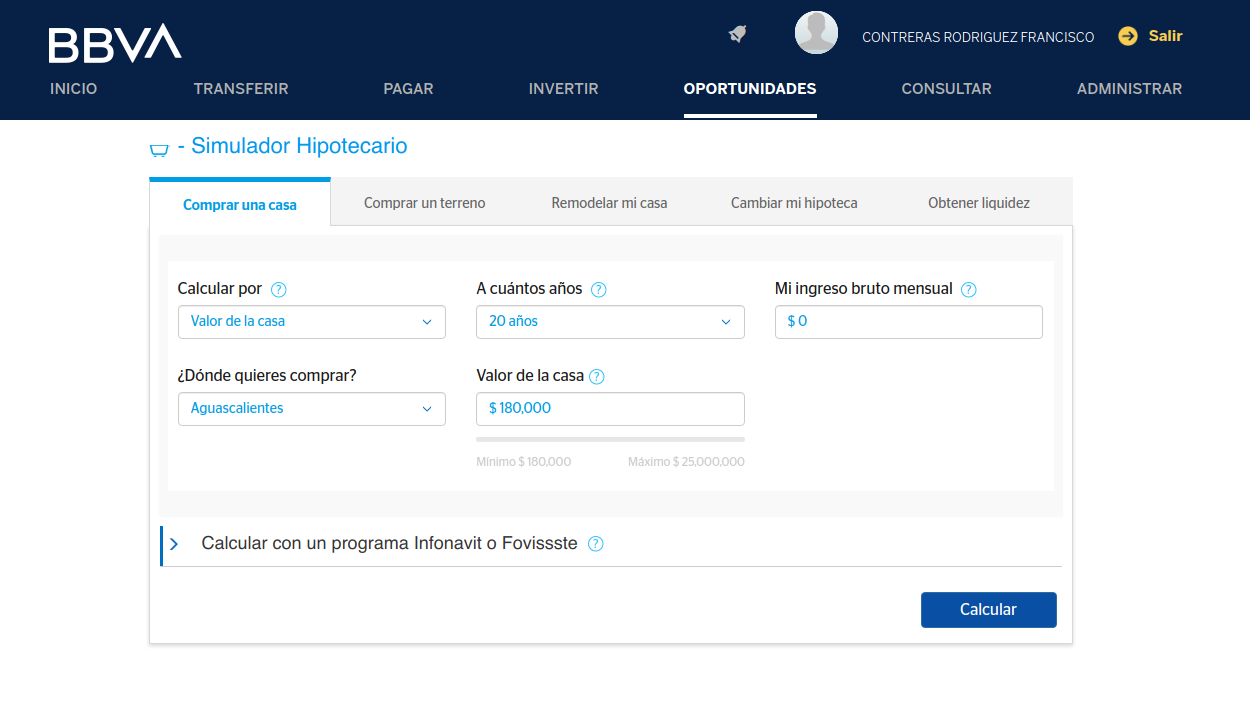 BBVA
CONTRERAS RODRIGUEZ FRANCISCO Salir
INICIO TRANSFERIR PAGAR INVERTIR OPORTUNIDADES CONSULTAR ADMINISTRAR
- Simulador Hipotecario
Comprar una casa Comprar un terreno Remodelar mi casa Cambiar mi hipoteca Obtener liquidez
Calcular por ? A cuántos años ? Mi ingreso bruto mensual ?
Valor de la casa 20 años $ 0
¿Dónde quieres comprar? Valor de la casa ?
Aguascalientes $ 180,000
Mínimo $ 180,000 Máximo $ 25,000,000
Calcular con un programa Infonavit o Fovissste ?
Calcular